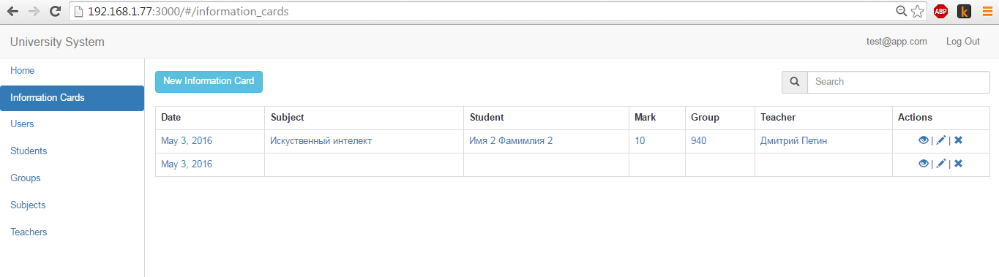 192.168.1.77:3000/#/information_cards
ABP
k
University System
test@app.com
Log Out
Home
Information Cards
Users
Students
Groups
Subjects
Teachers
New Information Card
Search
Date Subject Student Mark Group Teacher Actions
May 3, 2016 Искуственный интелект Имя 2 Фамимлия 2 10 940 Дмитрий Петин | |
May 3, 2016 | |